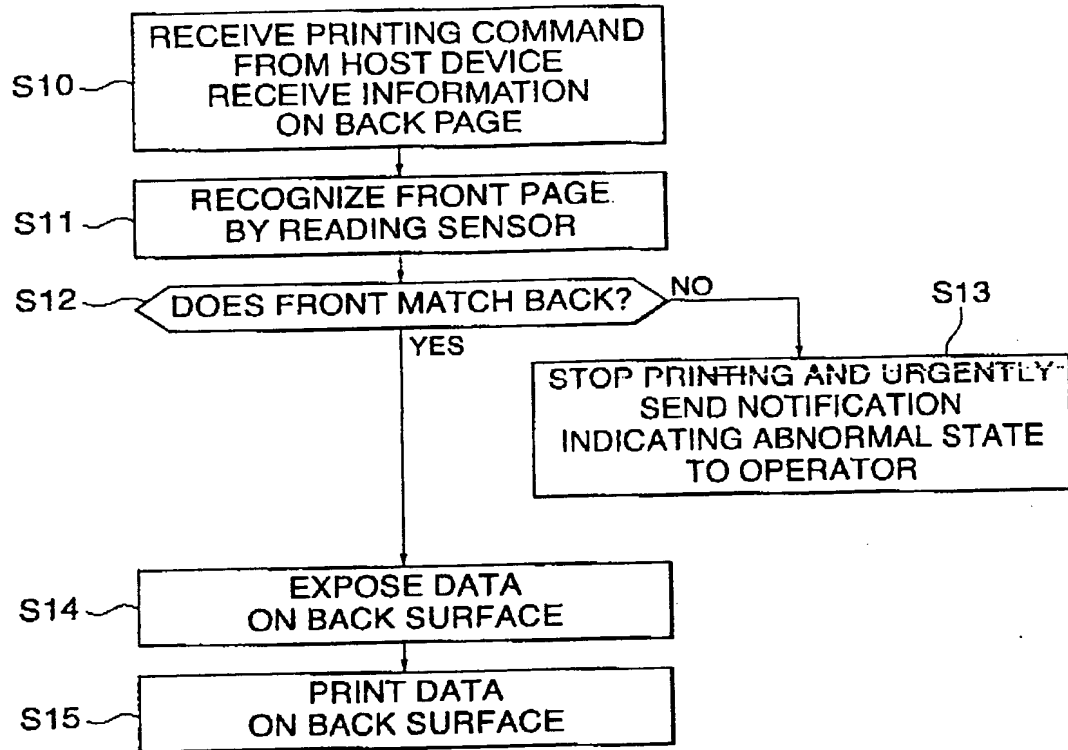 S10
RECEIVE PRINTING COMMAND
FROM HOST DEVICE
RECEIVE INFORMATION
ON BACK PAGE
S11
RECOGNIZE FRONT PAGE
BY READING SENSOR
S12
DOES FRONT MATCH BACK?
NO
YES
S13
STOP PRINTING AND URGENTLY
SEND NOTIFICATION
INDICATING ABNORMAL STATE
TO OPERATOR
S14
EXPOSE DATA
ON BACK SURFACE
S15
PRINT DATA
ON BACK SURFACE